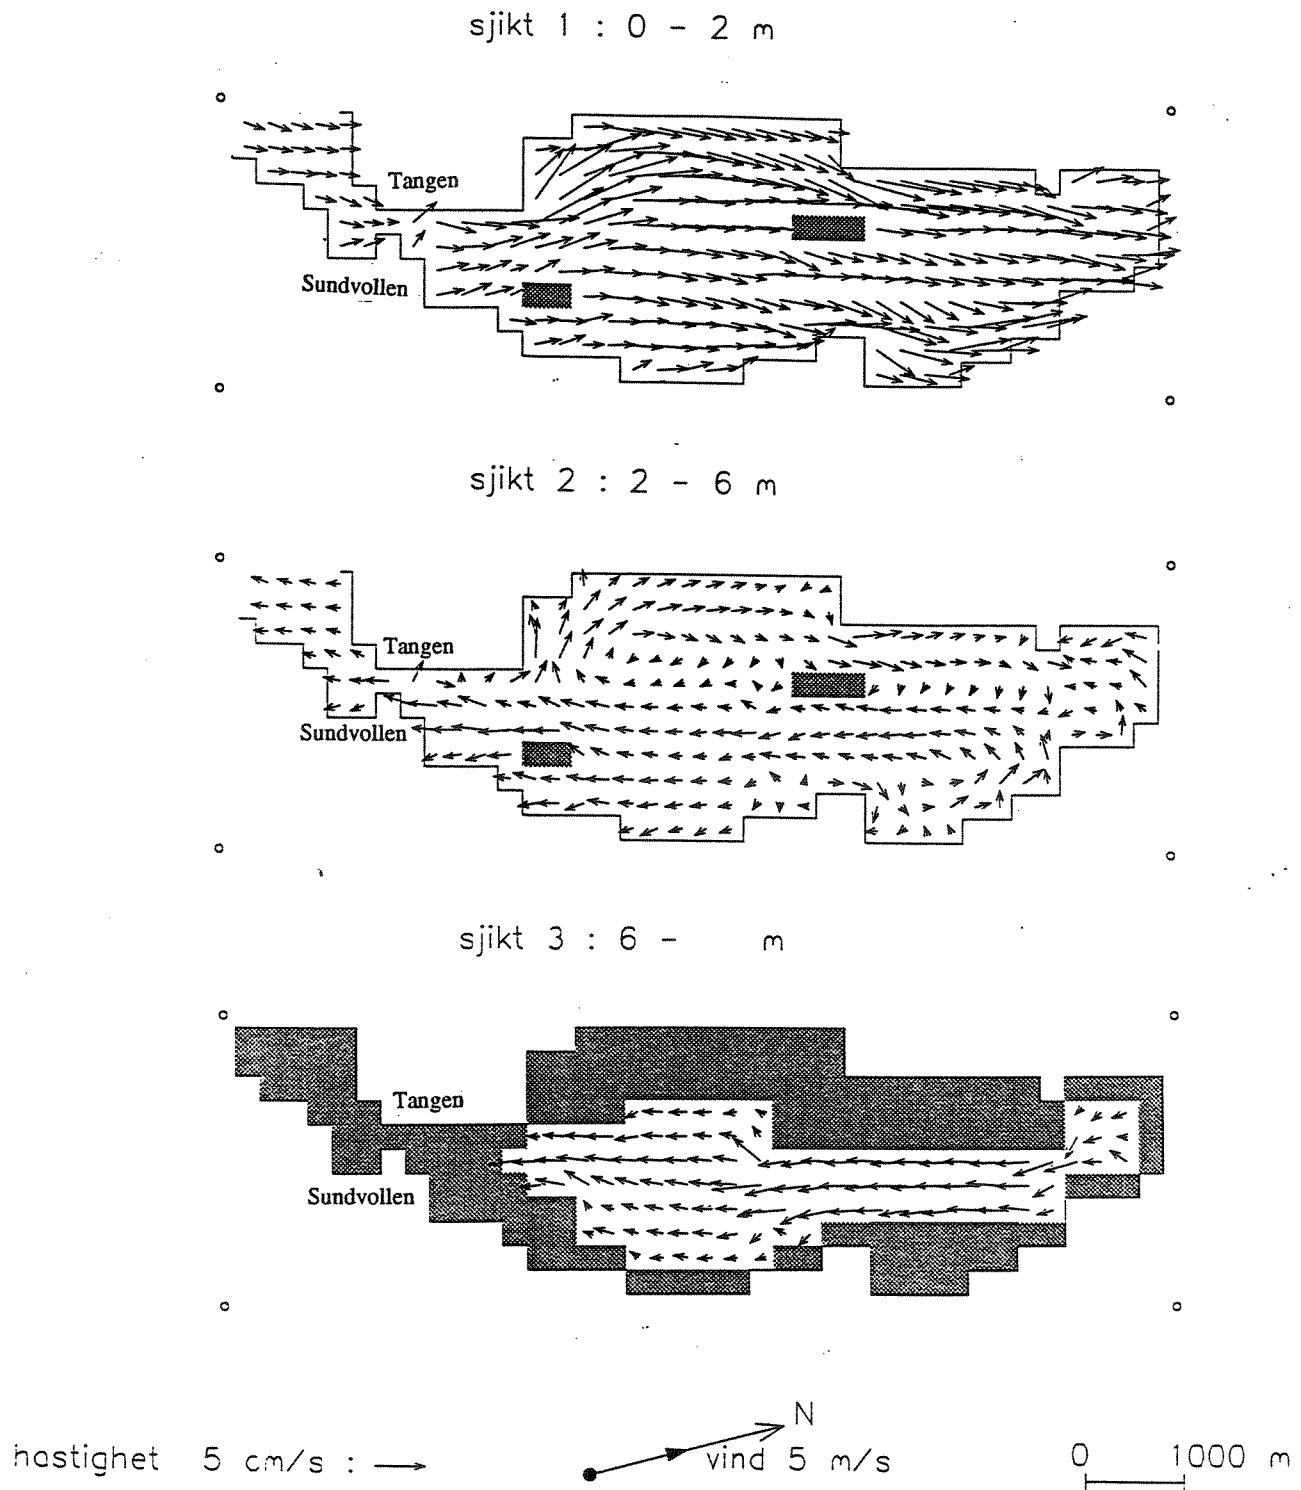 sjikt 1 : 0 - 2 m
Tangen
Sundvollen
sjikt 2 : 2 - 6 m
Tangen
Sundvollen
sjikt 3 : 6 - m
Tangen
Sundvollen
N
hastighet 5 cm/s :
vind 5 m/s
0 1000 m